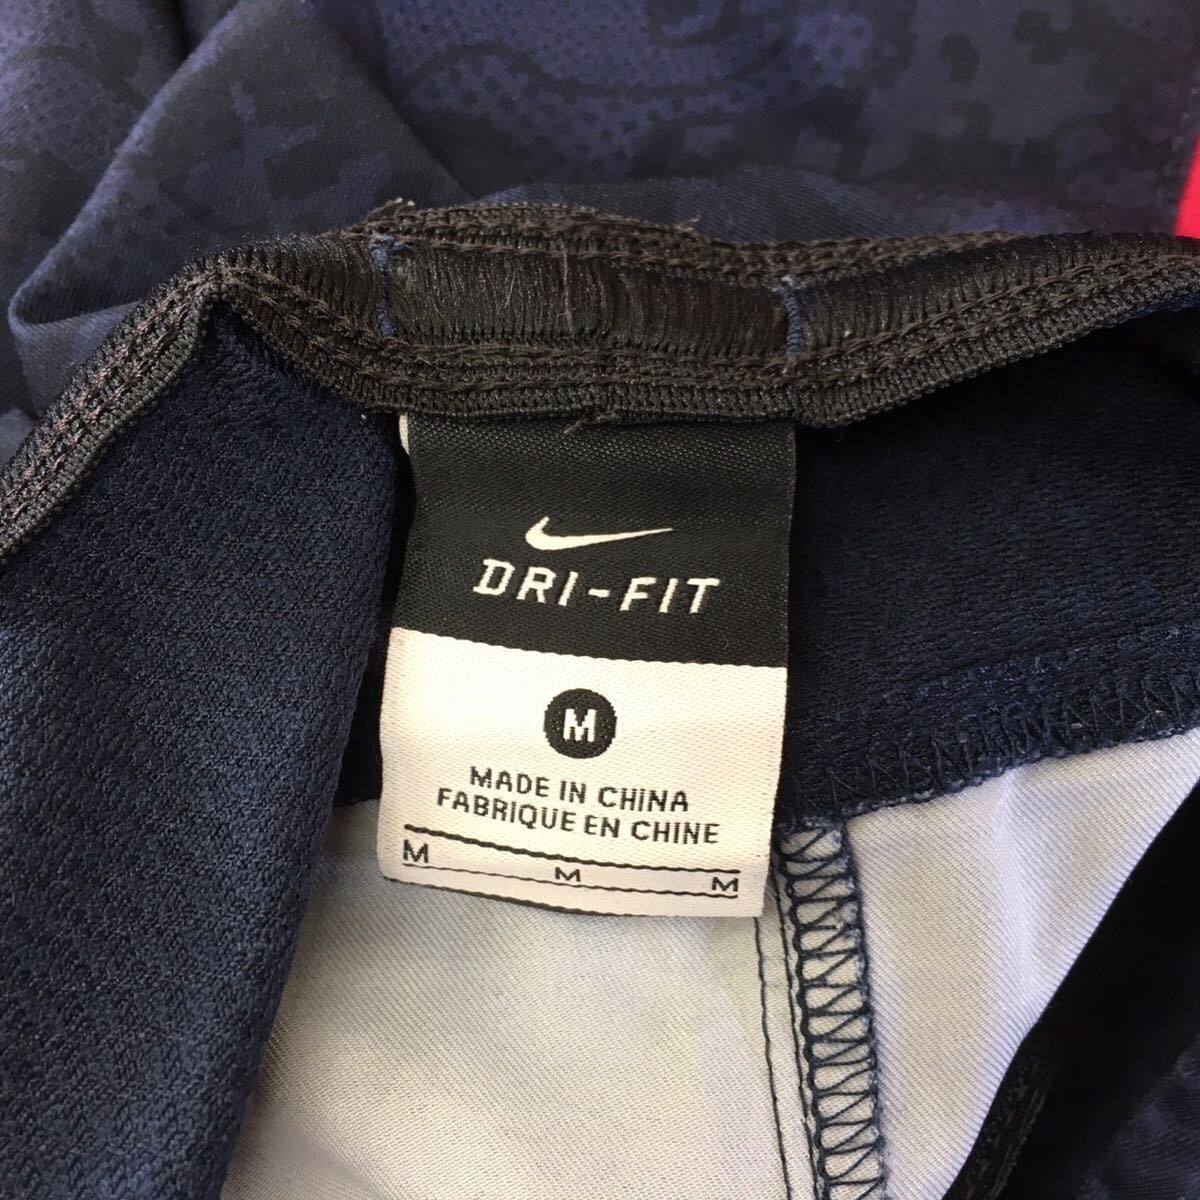 DRI-FIT
M
MADE IN CHINA
FABRIQUE EN CHINE
M M M